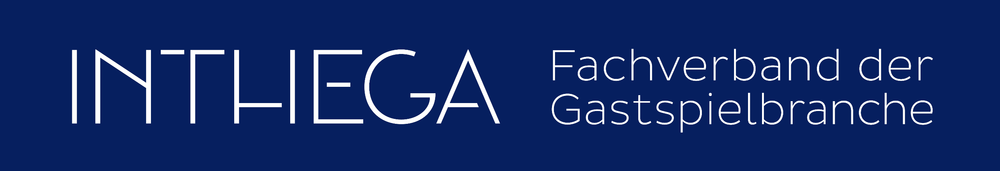 INTHEGA
Fachverband der
Gastspielbranche